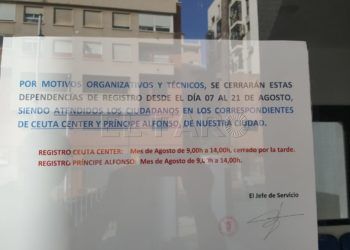 POR MOTIVOS ORGANIZATIVOS Y TÉCNICOS, SE CERRARÁN ESTAS
DEPENDENCIAS DE REGISTRO DESDE EL DÍA 07 AL 21 DE AGOSTO,
SIENDO ATENDIDOS LOS CIUDADANOS EN LOS CORRESPONDIENTES
DE CEUTA CENTER Y PRÍNCIPE ALFONSO, DE NUESTRA CIUDAD.
EL FARO
REGISTRO CEUTA CENTER: Mes de Agosto de 9,00h a 14,00h, cerrado por la tarde.
REGISTRO PRÍNCIPE ALFONSO: Mes de Agosto de 9,00h a 14,00h.
El Jefe de Servicio